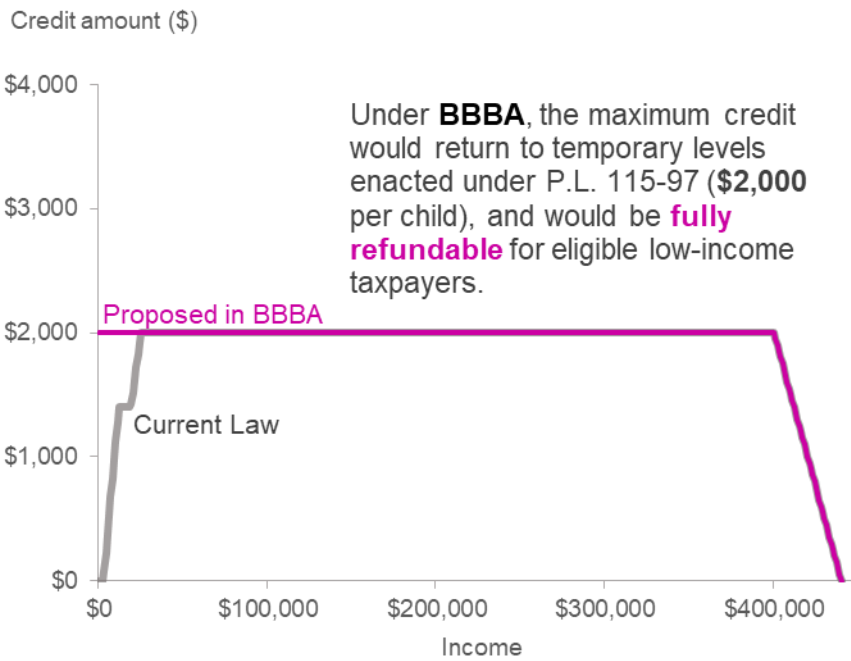 Credit amount ($)
$4,000
Under BBBA, the maximum credit
would return to temporary levels
enacted under P.L. 115-97 ($2,000
per child), and would be fully
refundable for eligible low-income
taxpayers.
$3,000
Proposed in BBBA
$2,000
Current Law
$1,000
$0
$0 $100,000 $200,000 $300,000 $400,000
Income